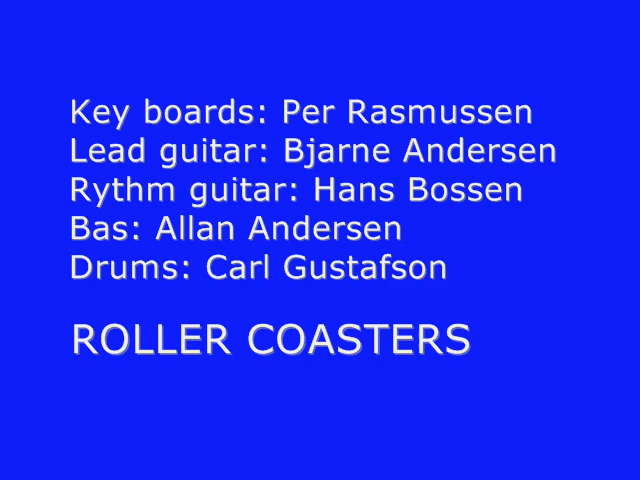 Key boards: Per Rasmussen
Lead guitar: Bjarne Andersen
Rythm guitar: Hans Bossen
Bas: Allan Andersen
Drums: Carl Gustafson
ROLLER COASTERS